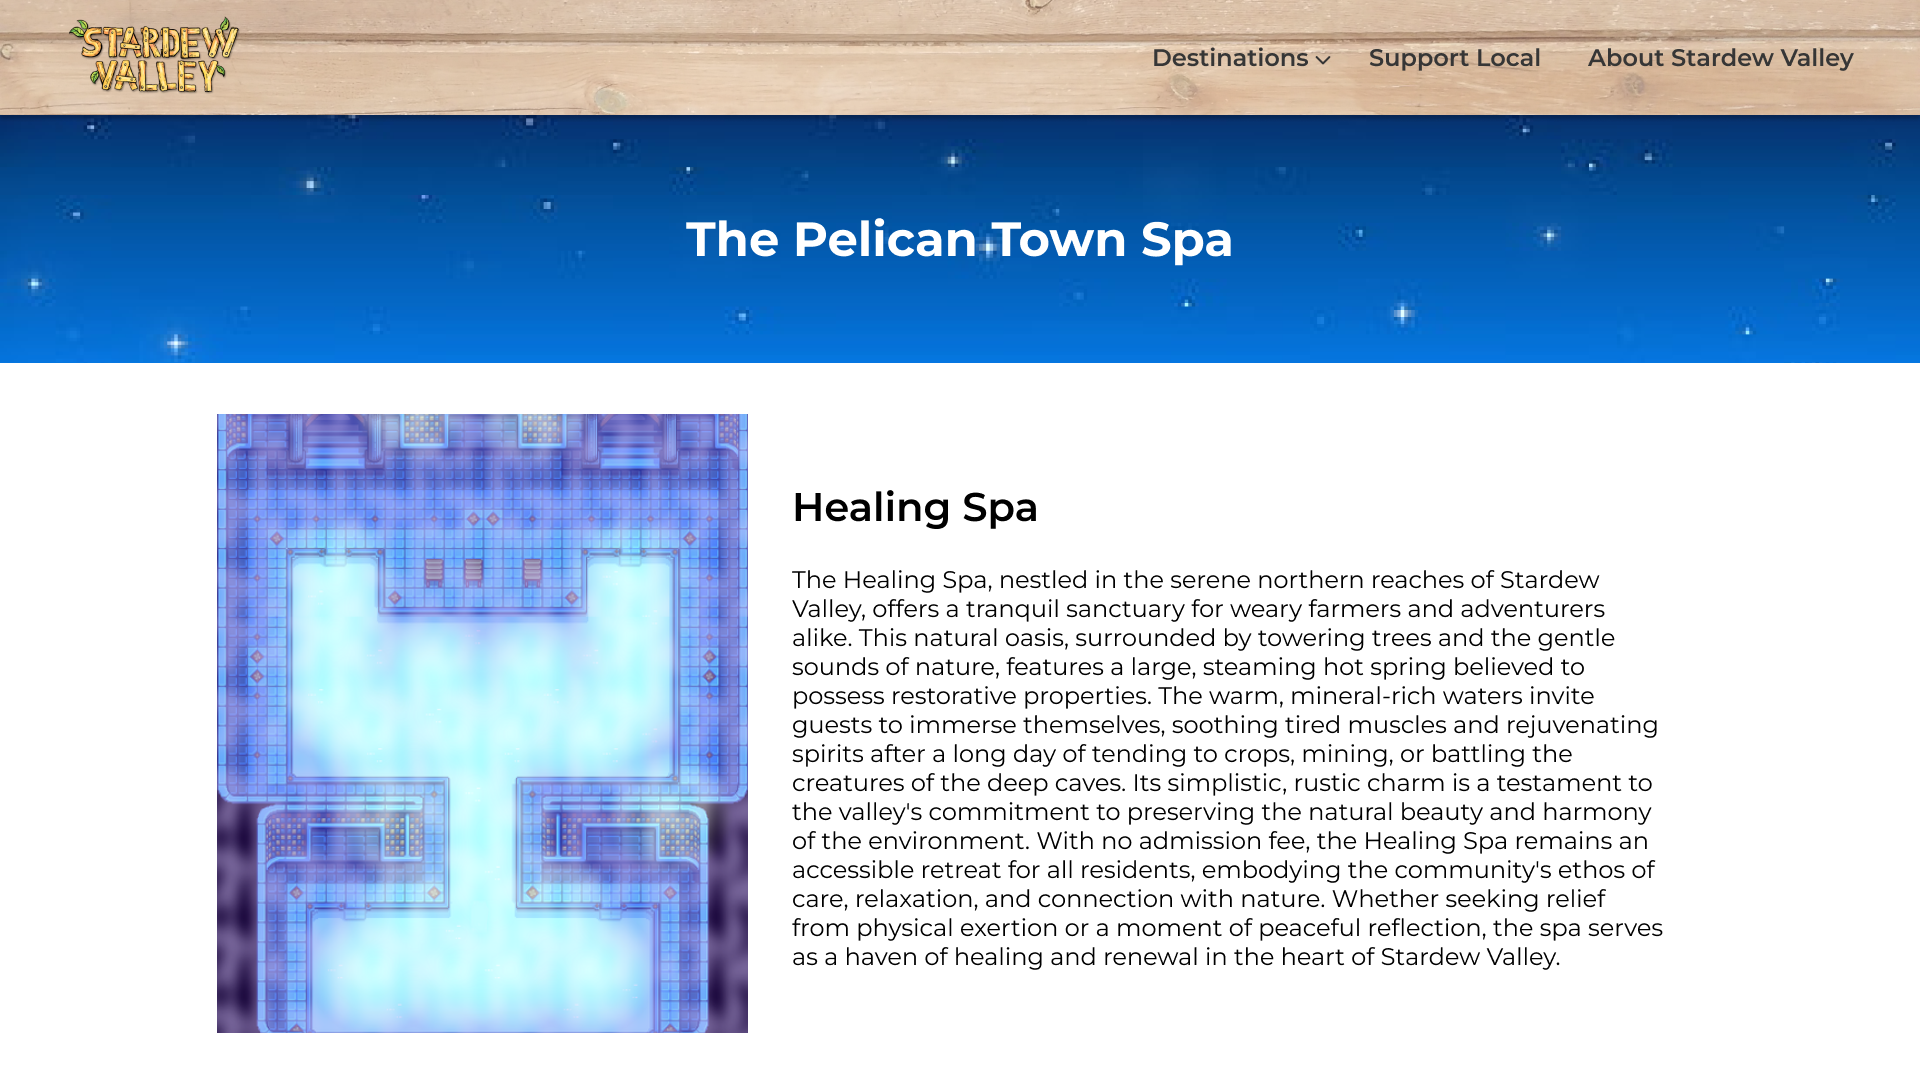 STARDEW
VALLEY
Destinations
Support Local
About Stardew Valley
The Pelican Town Spa
Healing Spa
The Healing Spa, nestled in the serene northern reaches of Stardew
Valley, offers a tranquil sanctuary for weary farmers and adventurers
alike. This natural oasis, surrounded by towering trees and the gentle
sounds of nature, features a large, steaming hot spring believed to
possess restorative properties. The warm, mineral-rich waters invite
guests to immerse themselves, soothing tired muscles and rejuvenating
spirits after a long day of tending to crops, mining, or battling the
creatures of the deep caves. Its simplistic, rustic charm is a testament to
the valley's commitment to preserving the natural beauty and harmony
of the environment. With no admission fee, the Healing Spa remains an
accessible retreat for all residents, embodying the community's ethos of
care, relaxation, and connection with nature. Whether seeking relief
from physical exertion or a moment of peaceful reflection, the spa serves
as a haven of healing and renewal in the heart of Stardew Valley.